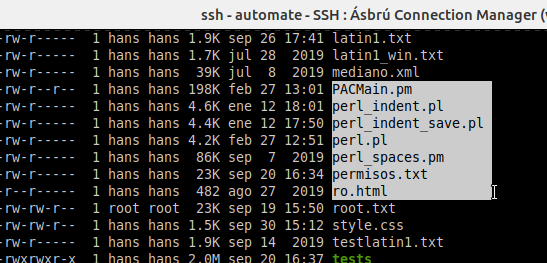 ssh - automate - SSH : Ásbrú Connection Manager (v
-rw-r----- 1 hans hans 1.9K sep 26 17:41 latin1.txt
-rw-r----- 1 hans hans 1.7K jul 28 2019 latin1_win.txt
-rw-r----- 1 hans hans 39K jul 8 2019 mediano.xml
-rw-r--r-- 1 hans hans 198K feb 27 13:01 PACMain.pm
-rw-r----- 1 hans hans 4.6K ene 12 18:01 perl_indent.pl
-rw-r----- 1 hans hans 4.4K ene 12 17:50 perl_indent_save.pl
-rw-r----- 1 hans hans 4.2K feb 27 12:51 perl.pl
-rw-r----- 1 hans hans 86K sep 7 2019 perl_spaces.pm
-rw-r----- 1 hans hans 23K sep 20 16:34 permisos.txt
-r--r----- 1 hans hans 482 ago 27 2019 ro.html
-rw-rw-r-- 1 root root 23K sep 19 15:50 root.txt
-rw-r----- 1 hans hans 1.5K sep 30 15:12 style.css
-rw-r----- 1 hans hans 1.9K sep 14 2019 testlatin1.txt
-rwxrwxr-x 1 hans hans 2.0M sep 20 16:37 tests